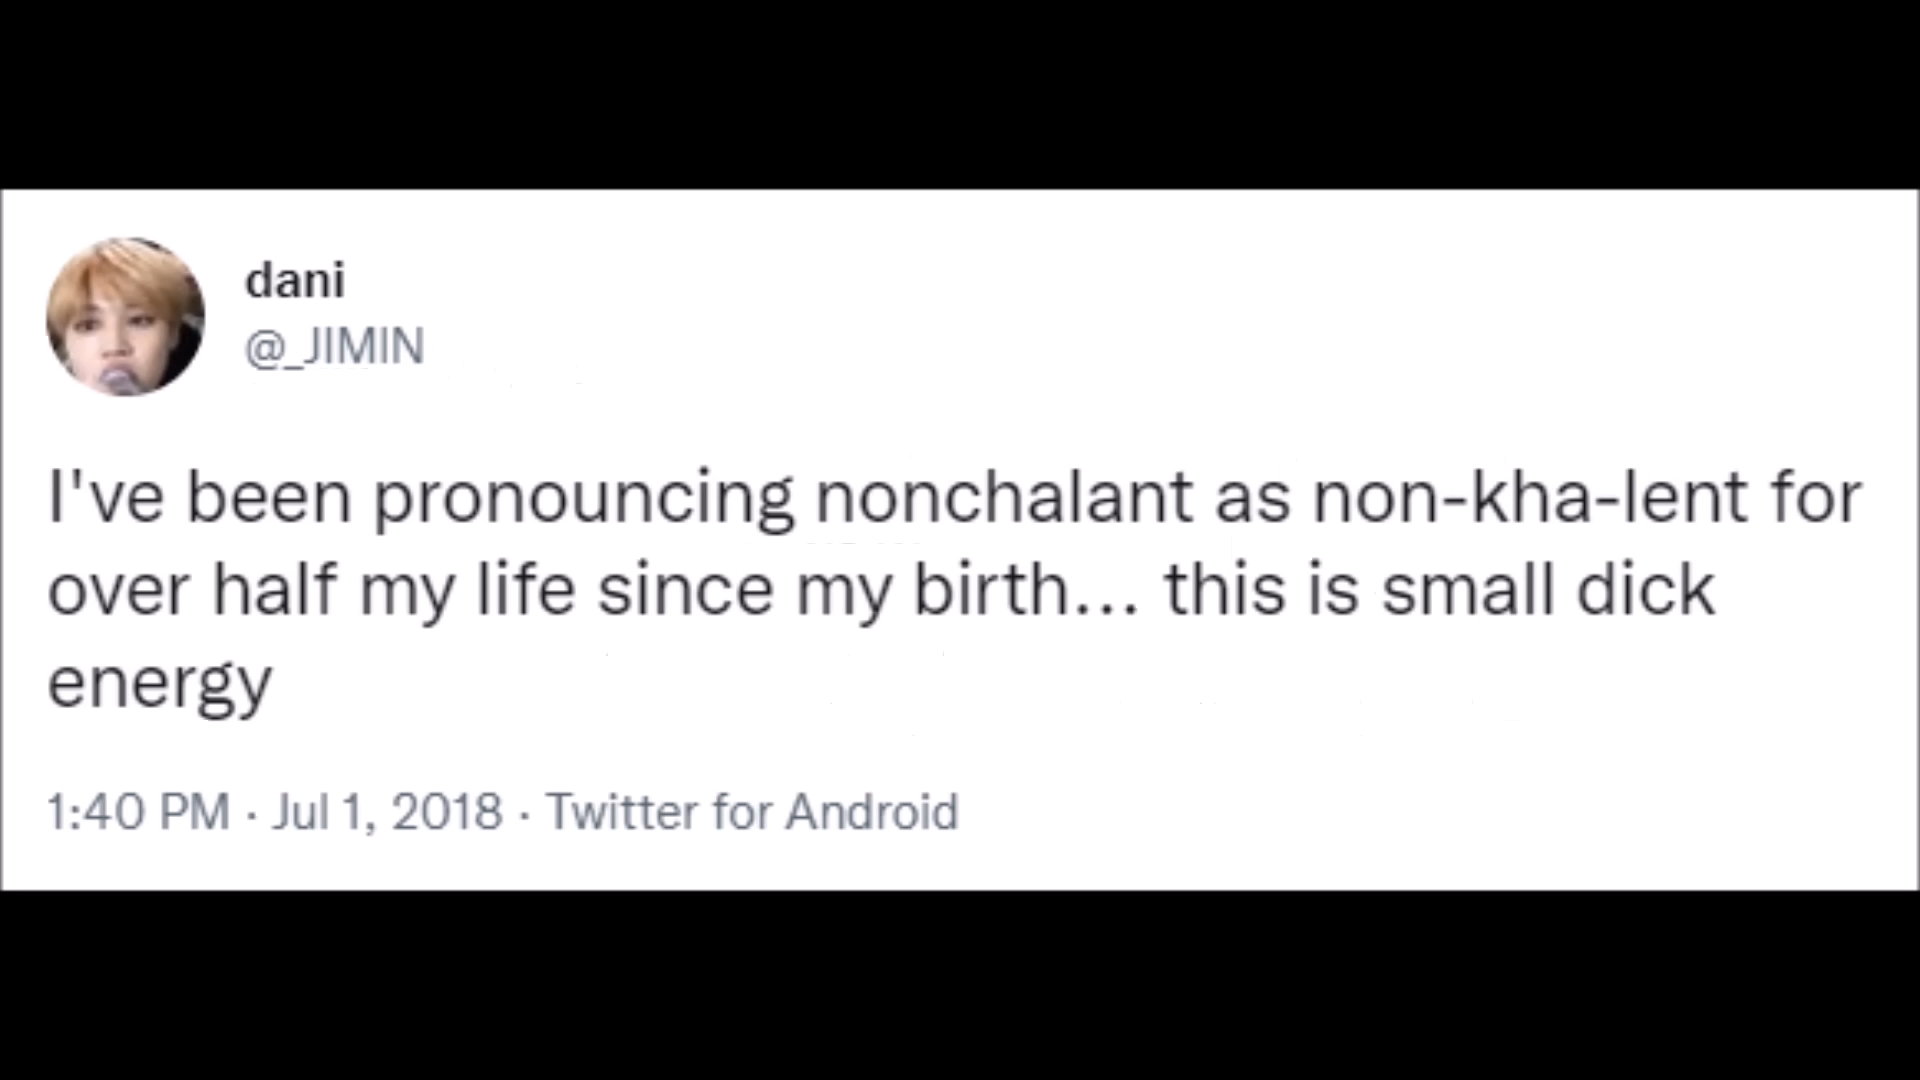 dani
@_JIMIN
I've been pronouncing nonchalant as non-kha-lent for
over half my life since my birth... this is small dick
energy
1:40 PM · Jul 1, 2018 · Twitter for Android